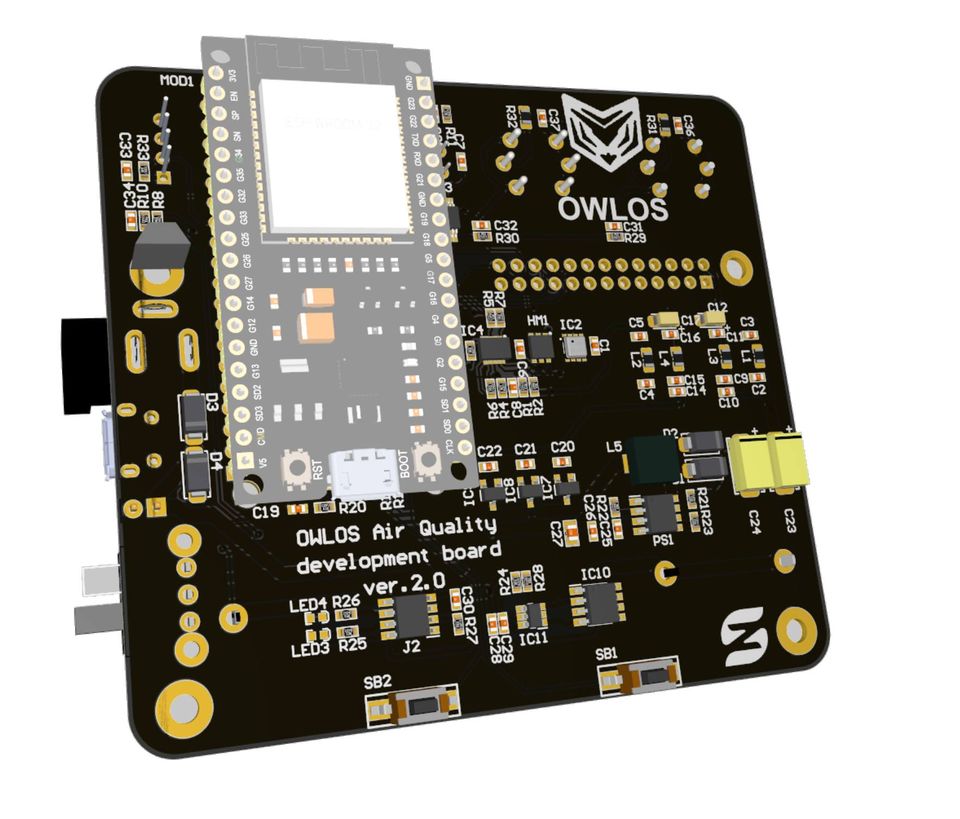 MOD1
OWLOS
OWLOS Air Quality
development board
ver.2.0
3V3
EN
SP
SN
G34
G35
G32
G33
G25
G26
G27
G14
G12
GND
G13
SD2
SD3
CMD
V5
GND
G23
G22
TXD
RXD
G21
GND
G19
G18
G5
G17
G16
G4
G0
G2
G15
SD1
SD0
CLK
RST
BOOT
C33
R33
C34
R10
R8
D3
D4
R32
C37
R31
C36
C32
R30
C31
R29
R5
R7
IC4
HM1
IC2
C1
R6
R4
C8
R1
R2
C5
C12
C16
C11
C3
L2
L4
L3
L1
C4
C15
C14
C9
C10
C2
C22
C21
C20
IC8
L5
C19
R20
C27
C26
R22
C25
PS1
R21
R23
C24
C23
R24
R28
IC10
IC11
C28
C29
C30
R27
LED4
R26
LED3
R25
J2
SB2
SB1